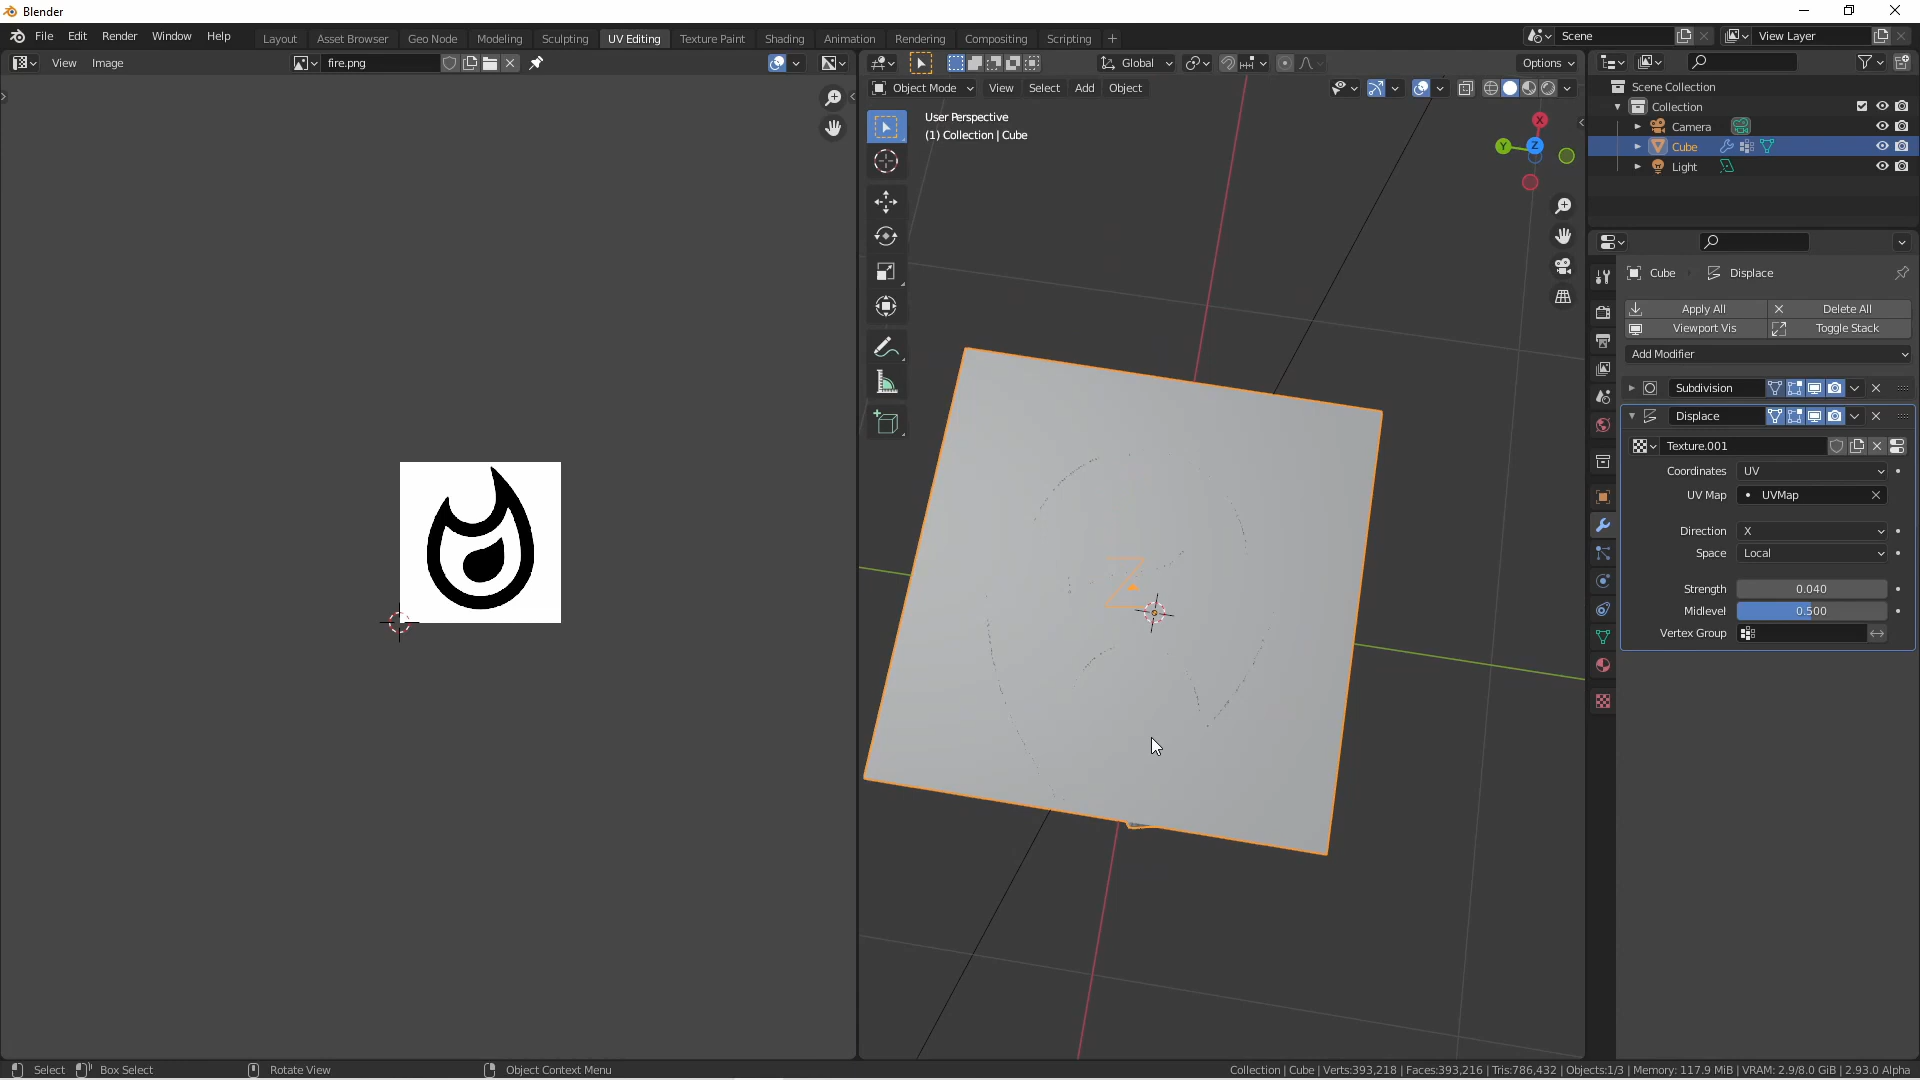 Blender
File Edit Render Window Help
Layout Asset Browser Geo Node Modeling Sculpting UV Editing Texture Paint Shading Animation Rendering Compositing Scripting +
Scene
View Layer
View Image
fire.png
Global
Options
Object Mode View Select Add Object
User Perspective
(1) Collection | Cube
X
Y
Z
Scene Collection
Collection
Camera
Cube
Light
Cube Displace
Apply All Delete All
Viewport Vis Toggle Stack
Add Modifier
Subdivision
Displace
Texture.001
Coordinates UV
UV Map UVMap
Direction X
Space Local
Strength 0.040
Midlevel 0.500
Vertex Group
Select Box Select Rotate View Object Context Menu
Collection | Cube | Verts:393,218 | Faces:393,216 | Tris:786,432 | Objects:1/3 | Memory: 117.9 MiB | VRAM: 2.9/8.0 GiB | 2.93.0 Alpha